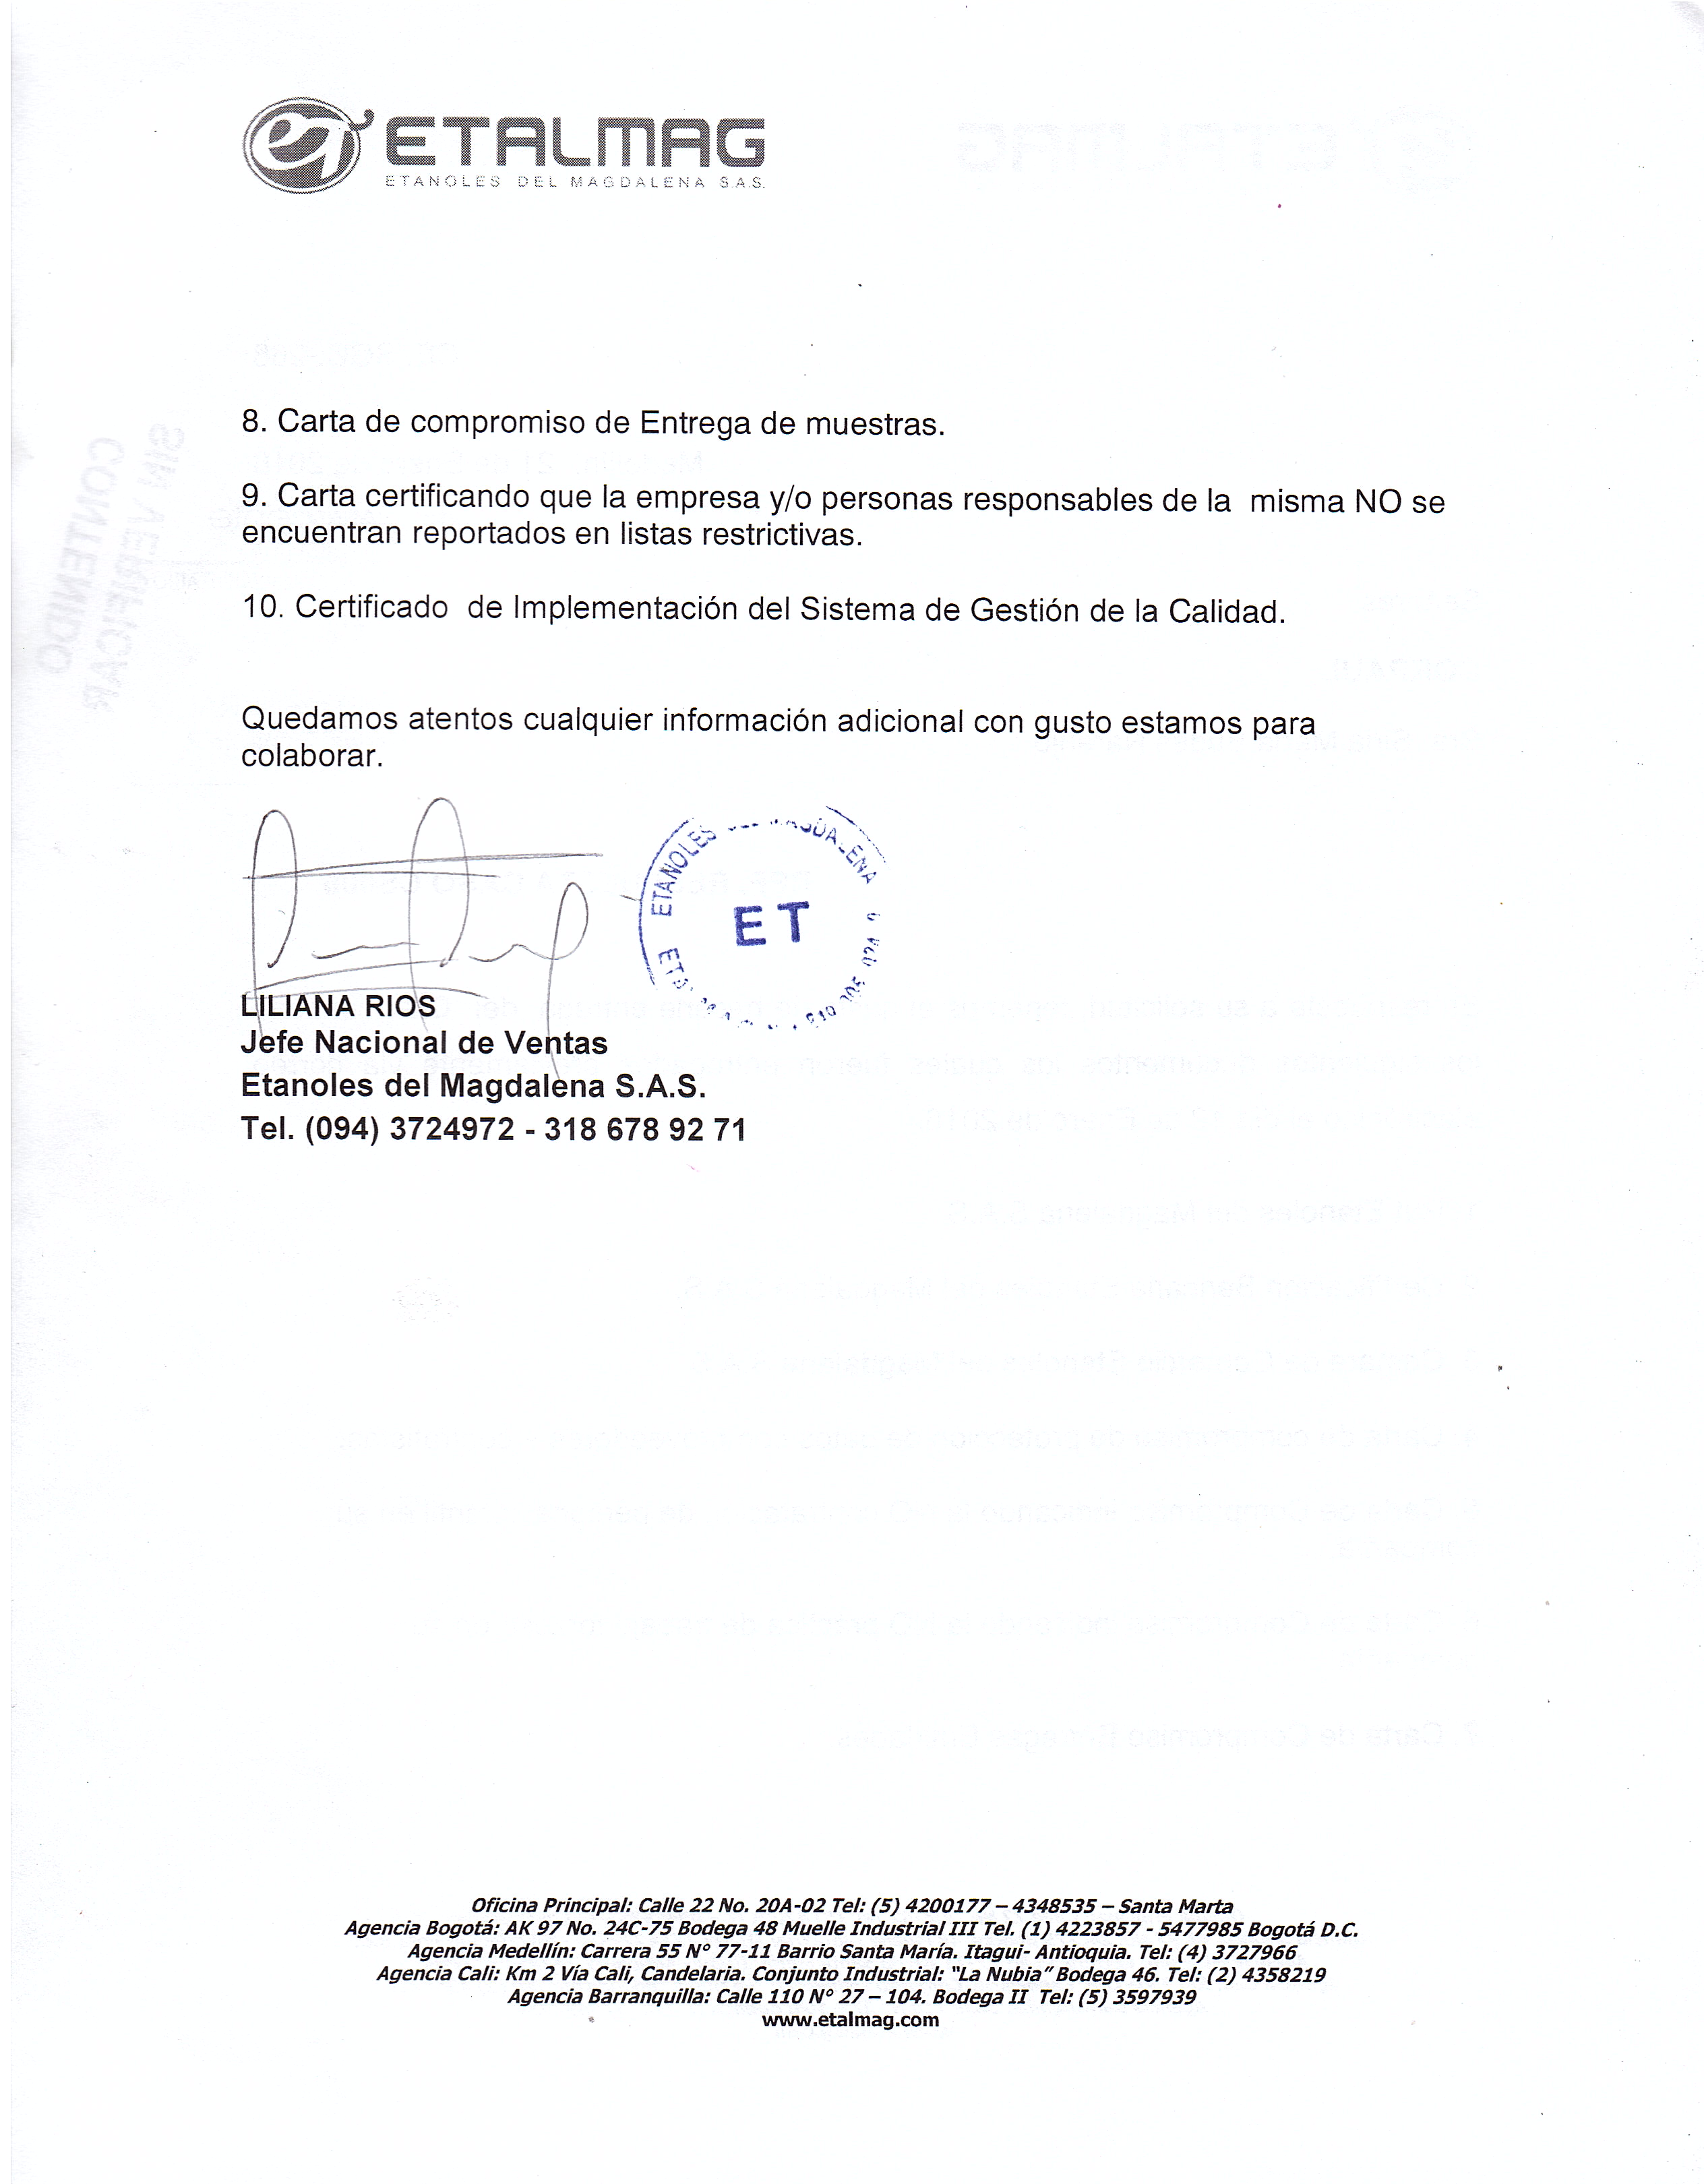 ETALMAG
ETANOLES DEL MAGDALENA S.A.S.
8. Carta de compromiso de Entrega de muestras.
9. Carta certificando que la empresa y/o personas responsables de la misma NO se
encuentran reportados en listas restrictivas.
10. Certificado de Implementación del Sistema de Gestión de la Calidad.
Quedamos atentos cualquier información adicional con gusto estamos para
colaborar.
ETANOLES DEL MAGDALENA
ET
LILIANA RIOS
Jefe Nacional de Ventas
Etanoles del Magdalena S.A.S.
Tel. (094) 3724972 - 318 678 92 71
SIN VERIFICAR
CONTENIDO
Oficina Principal: Calle 22 No. 20A-02 Tel: (5) 4200177 – 4348535 – Santa Marta
Agencia Bogotá: AK 97 No. 24C-75 Bodega 48 Muelle Industrial III Tel. (1) 4223857 - 5477985 Bogotá D.C.
Agencia Medellín: Carrera 55 N° 77-11 Barrio Santa María. Itagui- Antioquia. Tel: (4) 3727966
Agencia Cali: Km 2 Vía Cali, Candelaria. Conjunto Industrial: "La Nubia" Bodega 46. Tel: (2) 4358219
Agencia Barranquilla: Calle 110 N° 27 – 104. Bodega II Tel: (5) 3597939
www.etalmag.com